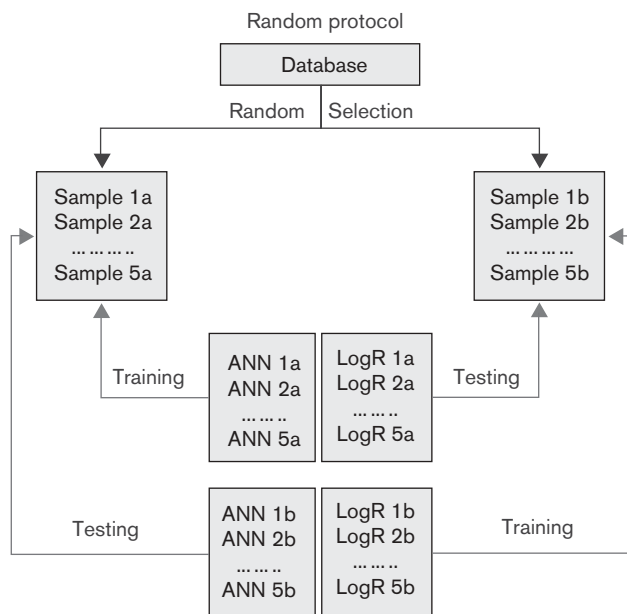 Random protocol
Database
Random Selection
Sample 1a
Sample 2a
... ... ... ..
Sample 5a
Sample 1b
Sample 2b
... ... ... ...
Sample 5b
Training
ANN 1a
ANN 2a
... ... ..
ANN 5a
LogR 1a
LogR 2a
... ... ..
LogR 5a
Testing
Testing
ANN 1b
ANN 2b
... ... ..
ANN 5b
LogR 1b
LogR 2b
... ... ..
LogR 5b
Training